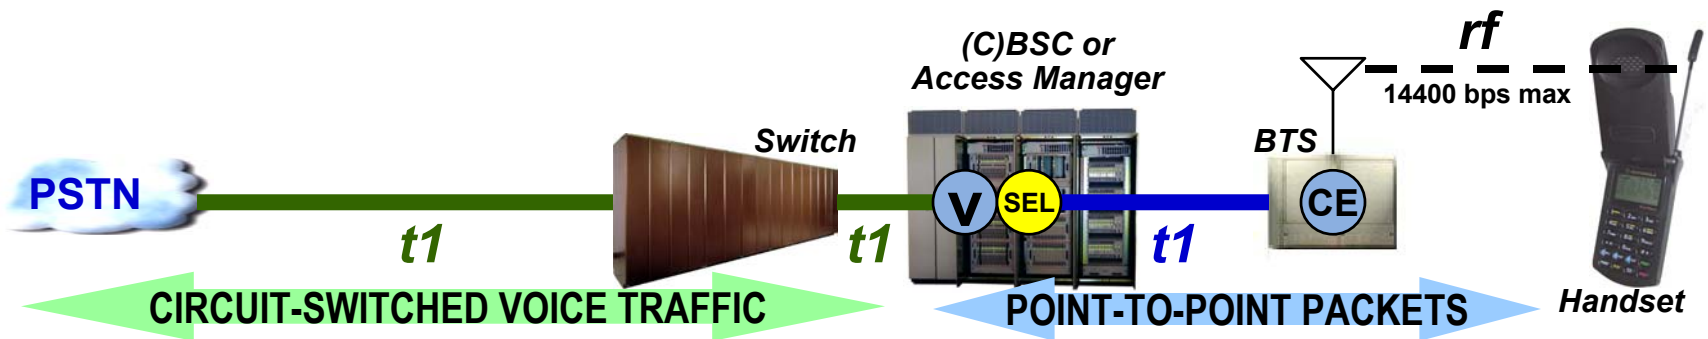 (C)BSC or
Access Manager
rf
14400 bps max
Switch
BTS
PSTN
v
SEL
CE
t1
t1
t1
CIRCUIT-SWITCHED VOICE TRAFFIC
POINT-TO-POINT PACKETS
Handset